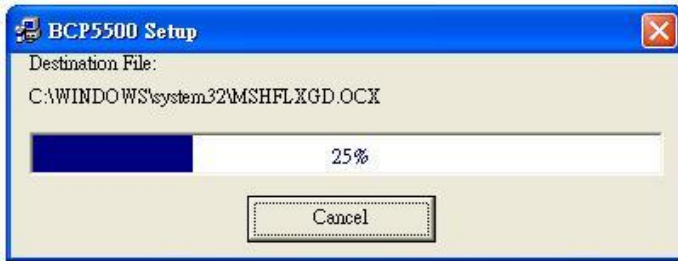 BCP5500 Setup
Destination File:
C:\WINDOWS\system32\MSHFLXGD.OCX
25%
Cancel